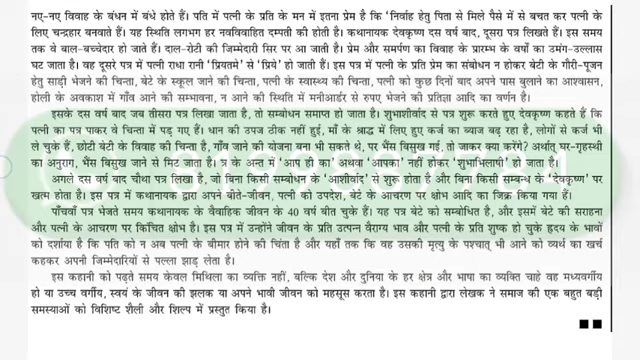 नए-नए विवाह के बंधन में बंधे होते हैं। पति में पत्नी के प्रति के मन में इतना प्रेम है कि 'निर्वाह हेतु पिता से मिले पैसे में से बचत कर पत्नी के
लिए चन्द्रहार बनवाते हैं। यह स्थिति लगभग हर नवविवाहित दम्पती की होती है। कथानायक देवकृष्ण दस वर्ष बाद, दूसरा पत्र लिखते हैं। इस समय
तक वे बाल-बच्चेदार हो जाते हैं। दाल-रोटी की जिम्मेदारी सिर पर आ जाती है। प्रेम और समर्पण का विवाह के प्रारम्भ के वर्षों का उमंग-उल्लास
घट जाता है। वह दूसरे पत्र में पत्नी राधा रानी 'प्रियतमे' से 'प्रिये' हो जाती हैं। इस पत्र में पत्नी के प्रति प्रेम का संबोधन न होकर बेटी के गौरी-पूजन
हेतु साड़ी भेजने की चिन्ता, बेटे के स्कूल जाने की चिन्ता, पत्नी के स्वास्थ्य की चिन्ता, पत्नी को कुछ दिनों बाद अपने पास बुलाने का आश्वासन,
होली के अवकाश में गाँव आने की सम्भावना, न आने की स्थिति में मनीआर्डर से रुपए भेजने की प्रतिज्ञा आदि का वर्णन है।
इसके दस वर्ष बाद जब तीसरा पत्र लिखा जाता है, तो सम्बोधन समाप्त हो जाता है। शुभाशीर्वाद से पत्र शुरू करते हुए देवकृष्ण कहते हैं कि
पत्नी का पत्र पाकर वे चिन्ता में पड़ गए हैं। धान की उपज ठीक नहीं हुई, माँ के श्राद्ध में लिए हुए कर्ज का ब्याज बढ़ रहा है, लोगों से कर्ज भी
ले चुके हैं, छोटी बेटी के विवाह की चिन्ता है, गाँव जाने की योजना बना भी सकते थे, पर भैंस बिसुख गई, तो जाकर क्या करेंगे? अर्थात् घर-गृहस्थी
का अनुराग, भैंस बिसुख जाने से मिट जाता है। त्र के अन्त में 'आप ही का' अथवा 'आपका' नहीं होकर 'शुभाभिलाषी' हो जाता है।
अगले दस वर्ष बाद चौथा पत्र लिखा है, जो बिना किसी सम्बोधन के 'आशीर्वाद' से शुरू होता है और बिना किसी सम्बन्ध के 'देवकृष्ण' पर
खत्म होता है। इस पत्र में कथानायक द्वारा अपने बीते-जीवन, पत्नी को उपदेश, बेटे के आचरण पर क्षोभ आदि का जिक्र किया गया हैं।
पाँचवाँ पत्र भेजते समय कथानायक के वैवाहिक जीवन के 40 वर्ष बीत चुके हैं। यह पत्र बेटे को सम्बोधित है, और इसमें बेटे की सराहना
और पत्नी के आचरण पर किंचित क्षोभ है। इस पत्र में उन्होंने जीवन के प्रति उत्पन्न वैराग्य भाव और पत्नी के प्रति शुष्क हो चुके हृदय के भावों
को दर्शाया है कि पति को न अब पत्नी के बीमार होने की चिंता है और यहाँ तक कि वह उसकी मृत्यु के पश्चात् भी आने को व्यर्थ का खर्च
कहकर अपनी जिम्मेदारियों से पल्ला झाड़ लेता है।
इस कहानी को पढ़ते समय केवल मिथिला का व्यक्ति नहीं, बल्कि देश और दुनिया के हर क्षेत्र और भाषा का व्यक्ति चाहे वह मध्यवर्गीय
हो या उच्च वर्गीय, स्वयं के जीवन की झलक या अपने भावी जीवन को महसूस करता है। इस कहानी द्वारा लेखक ने समाज की एक बहुत बड़ी
समस्याओं को विशिष्ट शैली और शिल्प में प्रस्तुत किया है।